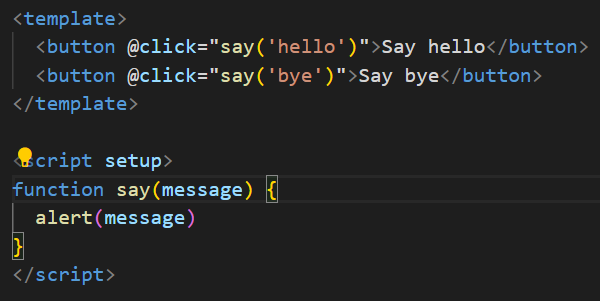 <template>
  <button @click="say('hello')">Say hello</button>
  <button @click="say('bye')">Say bye</button>
</template>

<script setup>
function say(message) {
  alert(message)
}
</script>